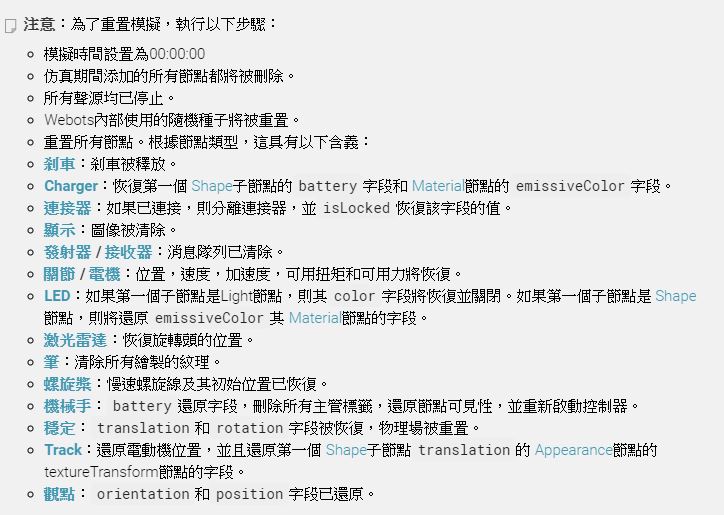 注意：為了重置模擬，執行以下步驟：
模擬時間設置為00:00:00
仿真期間添加的所有節點都將被刪除。
所有聲源均已停止。
Webots內部使用的隨機種子將被重置。
重置所有節點。根據節點類型，這具有以下含義：
剎車：剎車被釋放。
Charger：恢復第一個 Shape子節點的 battery 字段和 Material節點的 emissiveColor 字段。
連接器：如果已連接，則分離連接器，並 isLocked 恢復該字段的值。
顯示：圖像被清除。
發射器 / 接收器：消息隊列已清除。
關節 / 電機：位置，速度，加速度，可用扭矩和可用力將恢復。
LED：如果第一個子節點是Light節點，則其 color 字段將恢復並關閉。如果第一個子節點是 Shape
節點，則將還原 emissiveColor 其 Material節點的字段。
激光雷達：恢復旋轉頭的位置。
筆：清除所有繪製的紋理。
螺旋槳：慢速螺旋線及其初始位置已恢復。
機械手： battery 還原字段，刪除所有主管標籤，還原節點可見性，並重新啟動控制器。
穩定： translation 和 rotation 字段被恢復，物理場被重置。
Track：還原電動機位置，並且還原第一個 Shape子節點 translation 的 Appearance節點的
textureTransform節點的字段。
觀點： orientation 和 position 字段已還原。